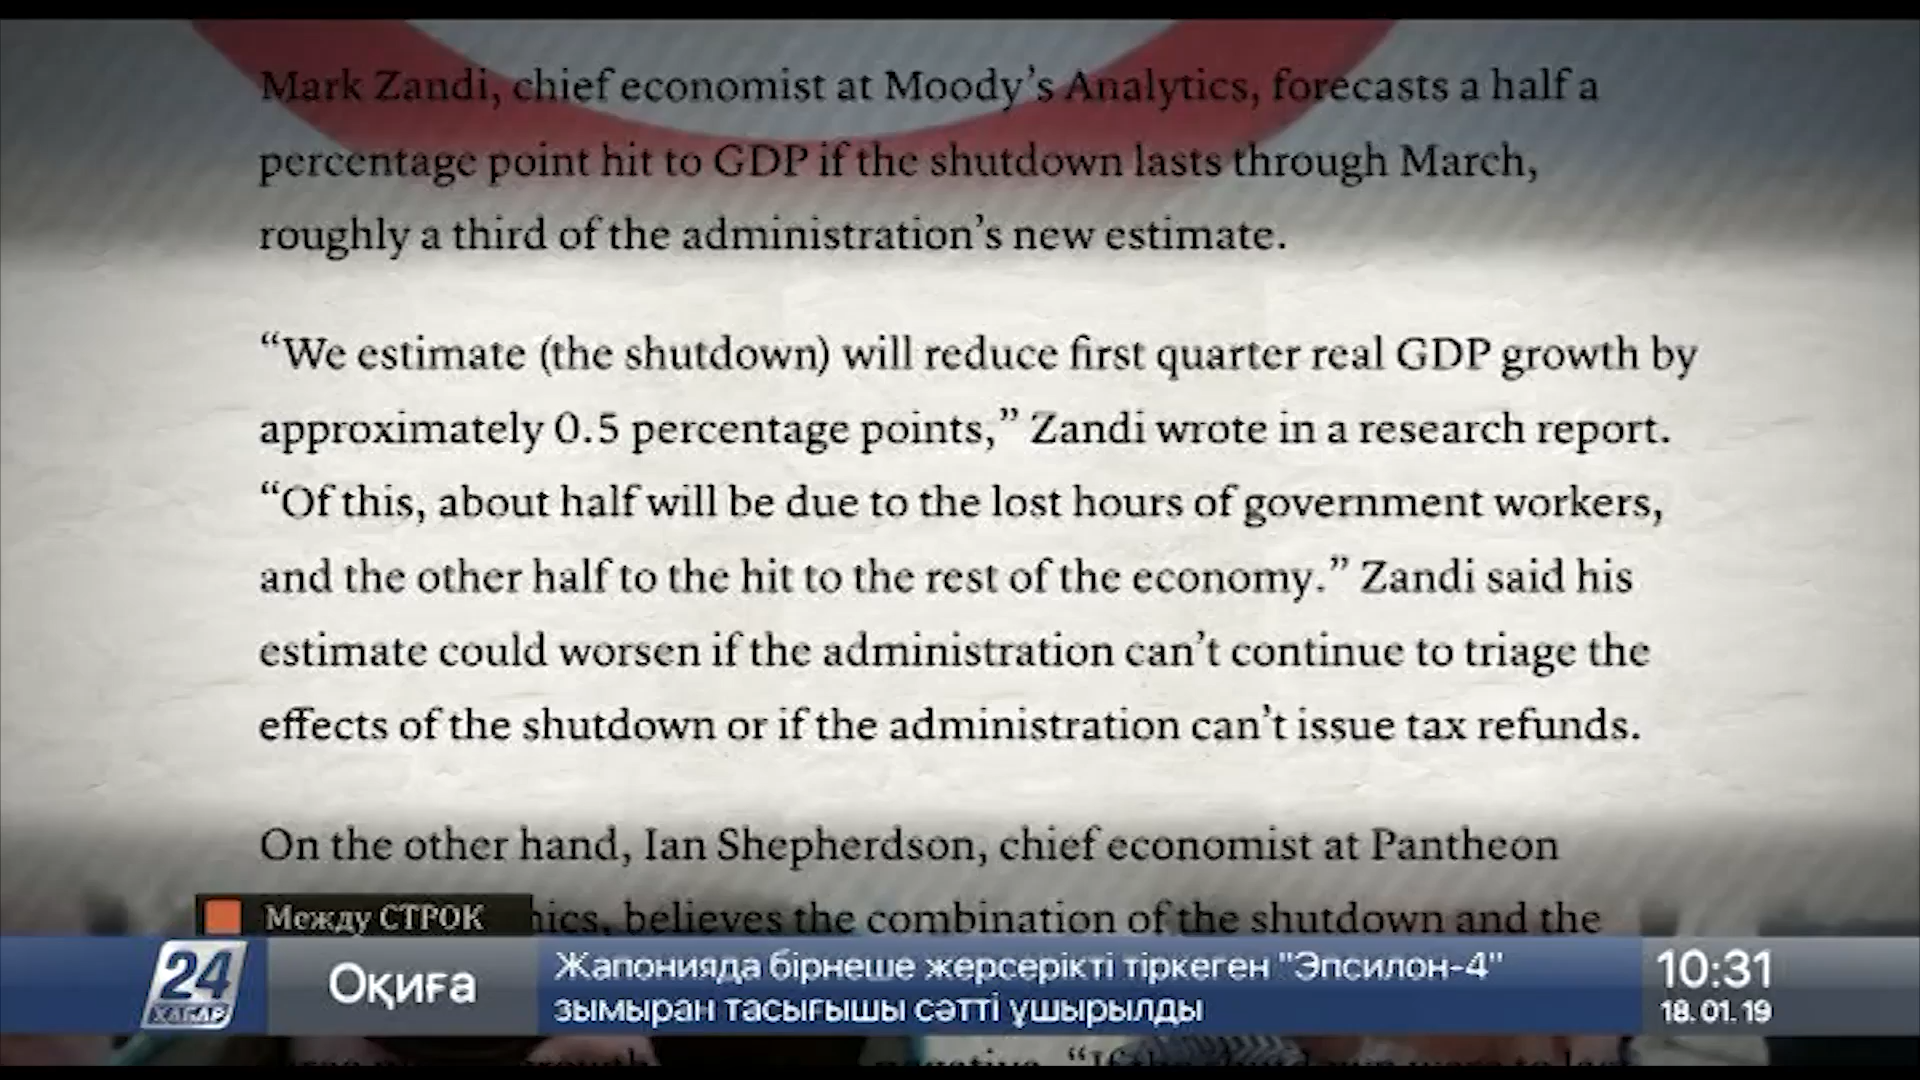 Mark Zandi, chief economist at Moody’s Analytics, forecasts a half a
percentage point hit to GDP if the shutdown lasts through March,
roughly a third of the administration’s new estimate.
“We estimate (the shutdown) will reduce first quarter real GDP growth by
approximately 0.5 percentage points,” Zandi wrote in a research report.
“Of this, about half will be due to the lost hours of government workers,
and the other half to the hit to the rest of the economy.” Zandi said his
estimate could worsen if the administration can’t continue to triage the
effects of the shutdown or if the administration can’t issue tax refunds.
On the other hand, Ian Shepherdson, chief economist at Pantheon
believes the combination of the shutdown and the
Между СТРОК
24
ХАБАР
Оқиға
Жапонияда бірнеше жерсерікті тіркеген "Эпсилон-4"
зымыран тасығышы сәтті ұшырылды
10:31
18.01.19